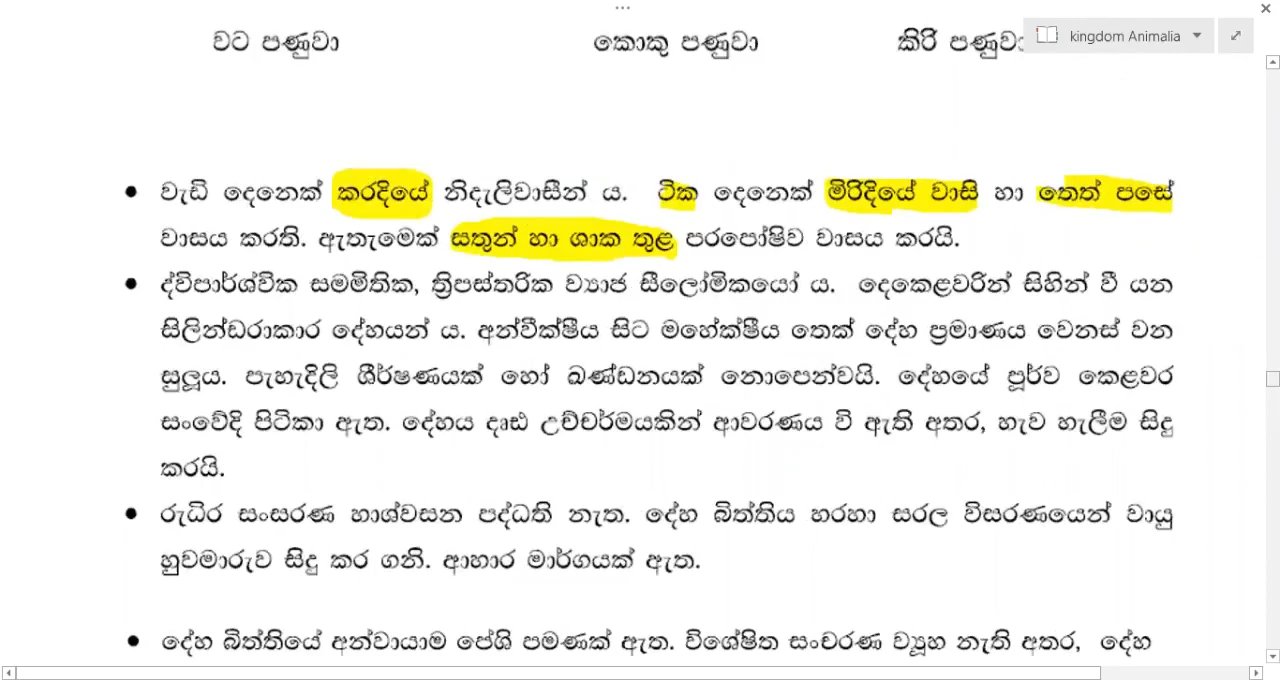 වට පණුවා කොකු පණුවා කිරි පණුවා kingdom Animalia
• වැඩි දෙනෙක් කරදියේ නිදැලිවාසීන් ය. ටික දෙනෙක් මිරිදියේ වාසි හා තෙත් පසේ
වාසය කරති. ඇතැමෙක් සතුන් හා ශාක තුළ පරපෝෂිව වාසය කරයි.
• ද්විපාර්ශ්වික සමමිතික, ත්‍රිපස්තරික ව්‍යාජ සීලෝමිකයෝ ය. දෙකෙළවරින් සිහින් වී යන
සිලින්ඩරාකාර දේහයන් ය. අන්වීක්ෂීය සිට මහේක්ෂීය තෙක් දේහ ප්‍රමාණය වෙනස් වන
සුලූය. පැහැදිලි ශීර්ෂණයක් හෝ ඛණ්ඩනයක් නොපෙන්වයි. දේහයේ පූර්ව කෙළවර
සංවේදි පිටිකා ඇත. දේහය දෘඪ උච්චර්මයකින් ආවරණය වි ඇති අතර, හැව හැලීම සිදු
කරයි.
• රුධිර සංසරණ හාශ්වසන පද්ධති නැත. දේහ බිත්තිය හරහා සරල විසරණයෙන් වායු
හුවමාරුව සිදු කර ගනි. ආහාර මාර්ගයක් ඇත.
• දේහ බිත්තියේ අන්වායාම පේශි පමණක් ඇත. විශේෂිත සංචරණ ව්‍යූහ නැති අතර, දේහ